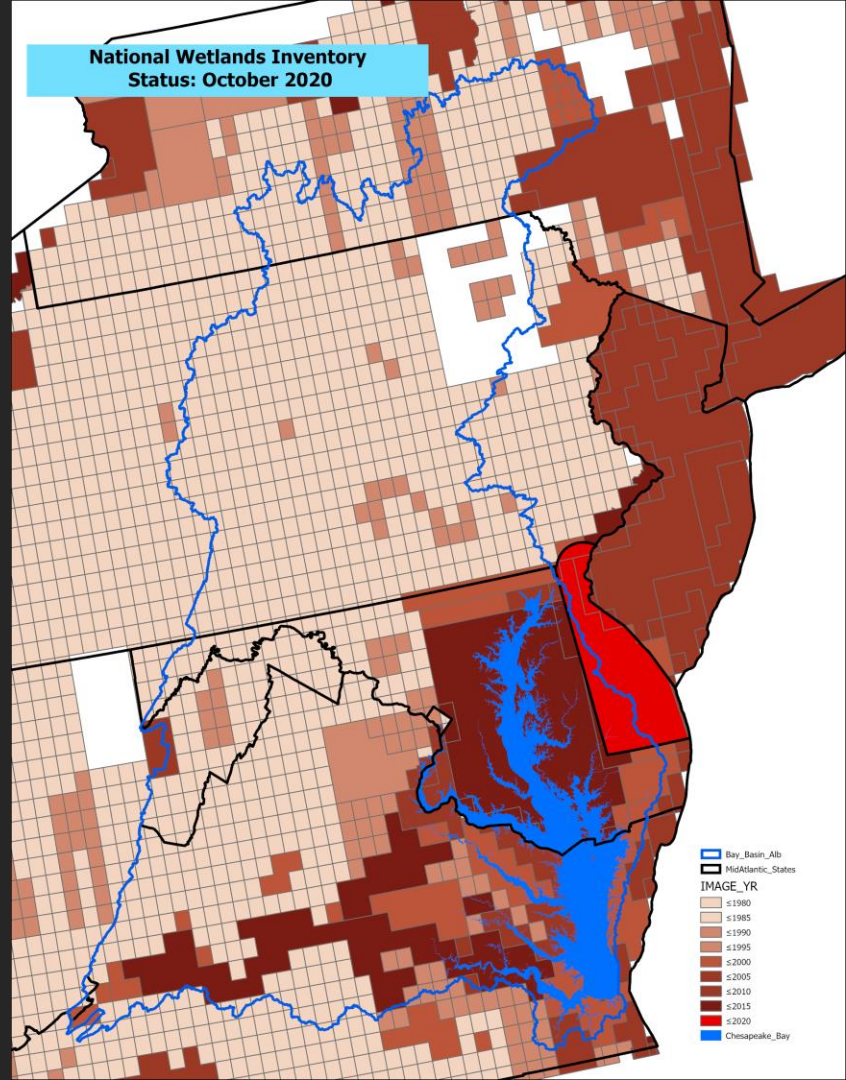 National Wetlands Inventory
Status: October 2020
Bay_Basin_Alb
MidAtlantic_States
IMAGE_YR
≤1980
≤1985
≤1990
≤1995
≤2000
≤2005
≤2010
≤2015
≤2020
Chesapeake_Bay